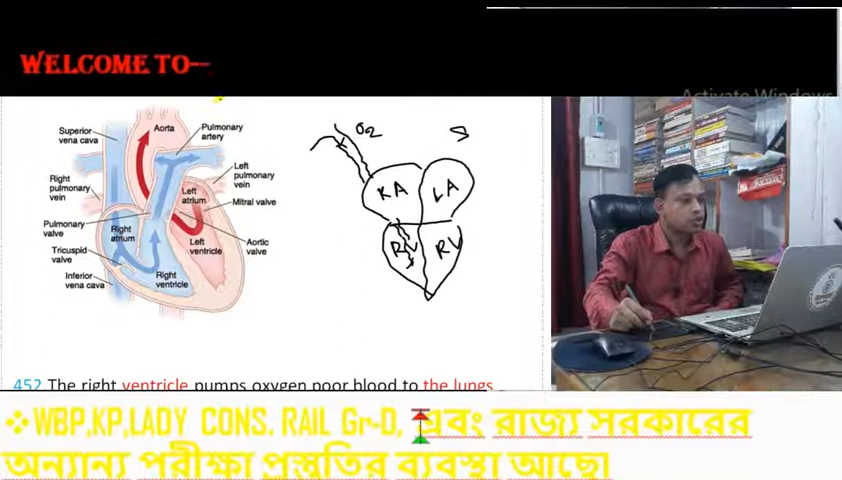 WELCOME TO--
Activate Windows
Superior
vena cava
Aorta
Pulmonary
artery
Right
pulmonary
vein
Left
pulmonary
vein
Left
atrium
Mitral valve
Pulmonary
valve
Right
atrium
Tricuspid
valve
Left
ventricle
Aortic
valve
Inferior
vena cava
Right
ventricle
O2
RA
LA
RV
RV
452 The right ventricle pumps oxygen poor blood to the lungs
❖WBP,KP,LADY CONS. RAIL Gr-D, এবং রাজ্য সরকারের
অন্যান্য পরীক্ষা প্রস্তুতির ব্যবস্থা আছো